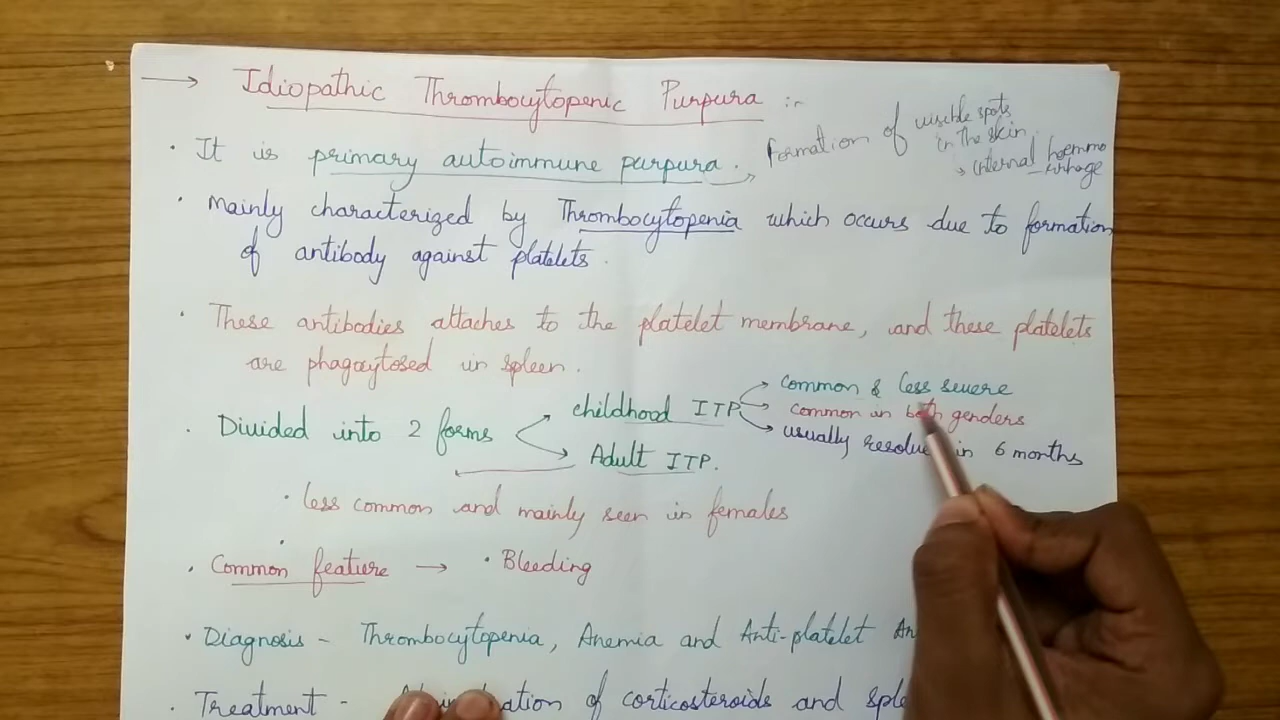 → Idiopathic Thrombocytopenic Purpura :-
• It is primary autoimmune purpura. → Formation of visible spots
in the skin,
→ internal haemmo
rrhage
• Mainly characterized by Thrombocytopenia which occurs due to formation
of antibody against platelets.
• These antibodies attaches to the platelet membrane, and these platelets
are phagocytosed in spleen.
• Divided into 2 forms
childhood ITP
common & less severe
common in both genders
usually resolve in 6 months
Adult ITP.
• less common and mainly seen in females
• Common feature → • Bleeding
• Diagnosis - Thrombocytopenia, Anemia and Anti-platelet
• Treatment - of corticosteroids and